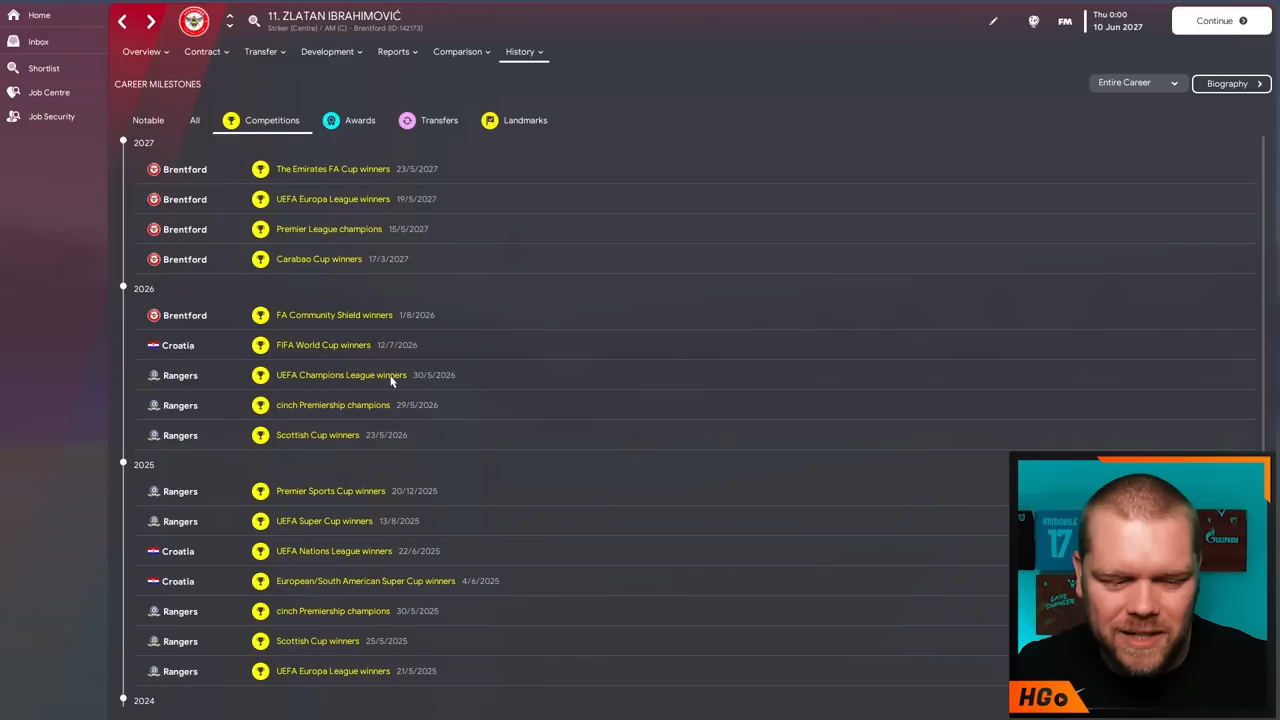 Home
Inbox
Shortlist
Job Centre
Job Security
11. ZLATAN IBRAHIMOVIĆ
Striker (Centre) / AM (C) - Brentford (ID:142173)
FM
Thu 0:00
10 Jun 2027
Continue
Overview
Contract
Transfer
Development
Reports
Comparison
History
CAREER MILESTONES
Entire Career
Biography
Notable
All
Competitions
Awards
Transfers
Landmarks
2027
Brentford The Emirates FA Cup winners 23/5/2027
Brentford UEFA Europa League winners 19/5/2027
Brentford Premier League champions 15/5/2027
Brentford Carabao Cup winners 17/3/2027
2026
Brentford FA Community Shield winners 1/8/2026
Croatia FIFA World Cup winners 12/7/2026
Rangers UEFA Champions League winners 30/5/2026
Rangers cinch Premiership champions 29/5/2026
Rangers Scottish Cup winners 23/5/2026
2025
Rangers Premier Sports Cup winners 20/12/2025
Rangers UEFA Super Cup winners 13/8/2025
Croatia UEFA Nations League winners 22/6/2025
Croatia European/South American Super Cup winners 4/6/2025
Rangers cinch Premiership champions 30/5/2025
Rangers Scottish Cup winners 25/5/2025
Rangers UEFA Europa League winners 21/5/2025
2024
IMMOBILE
17
GAZPROM
GAME
CHANGER
HG